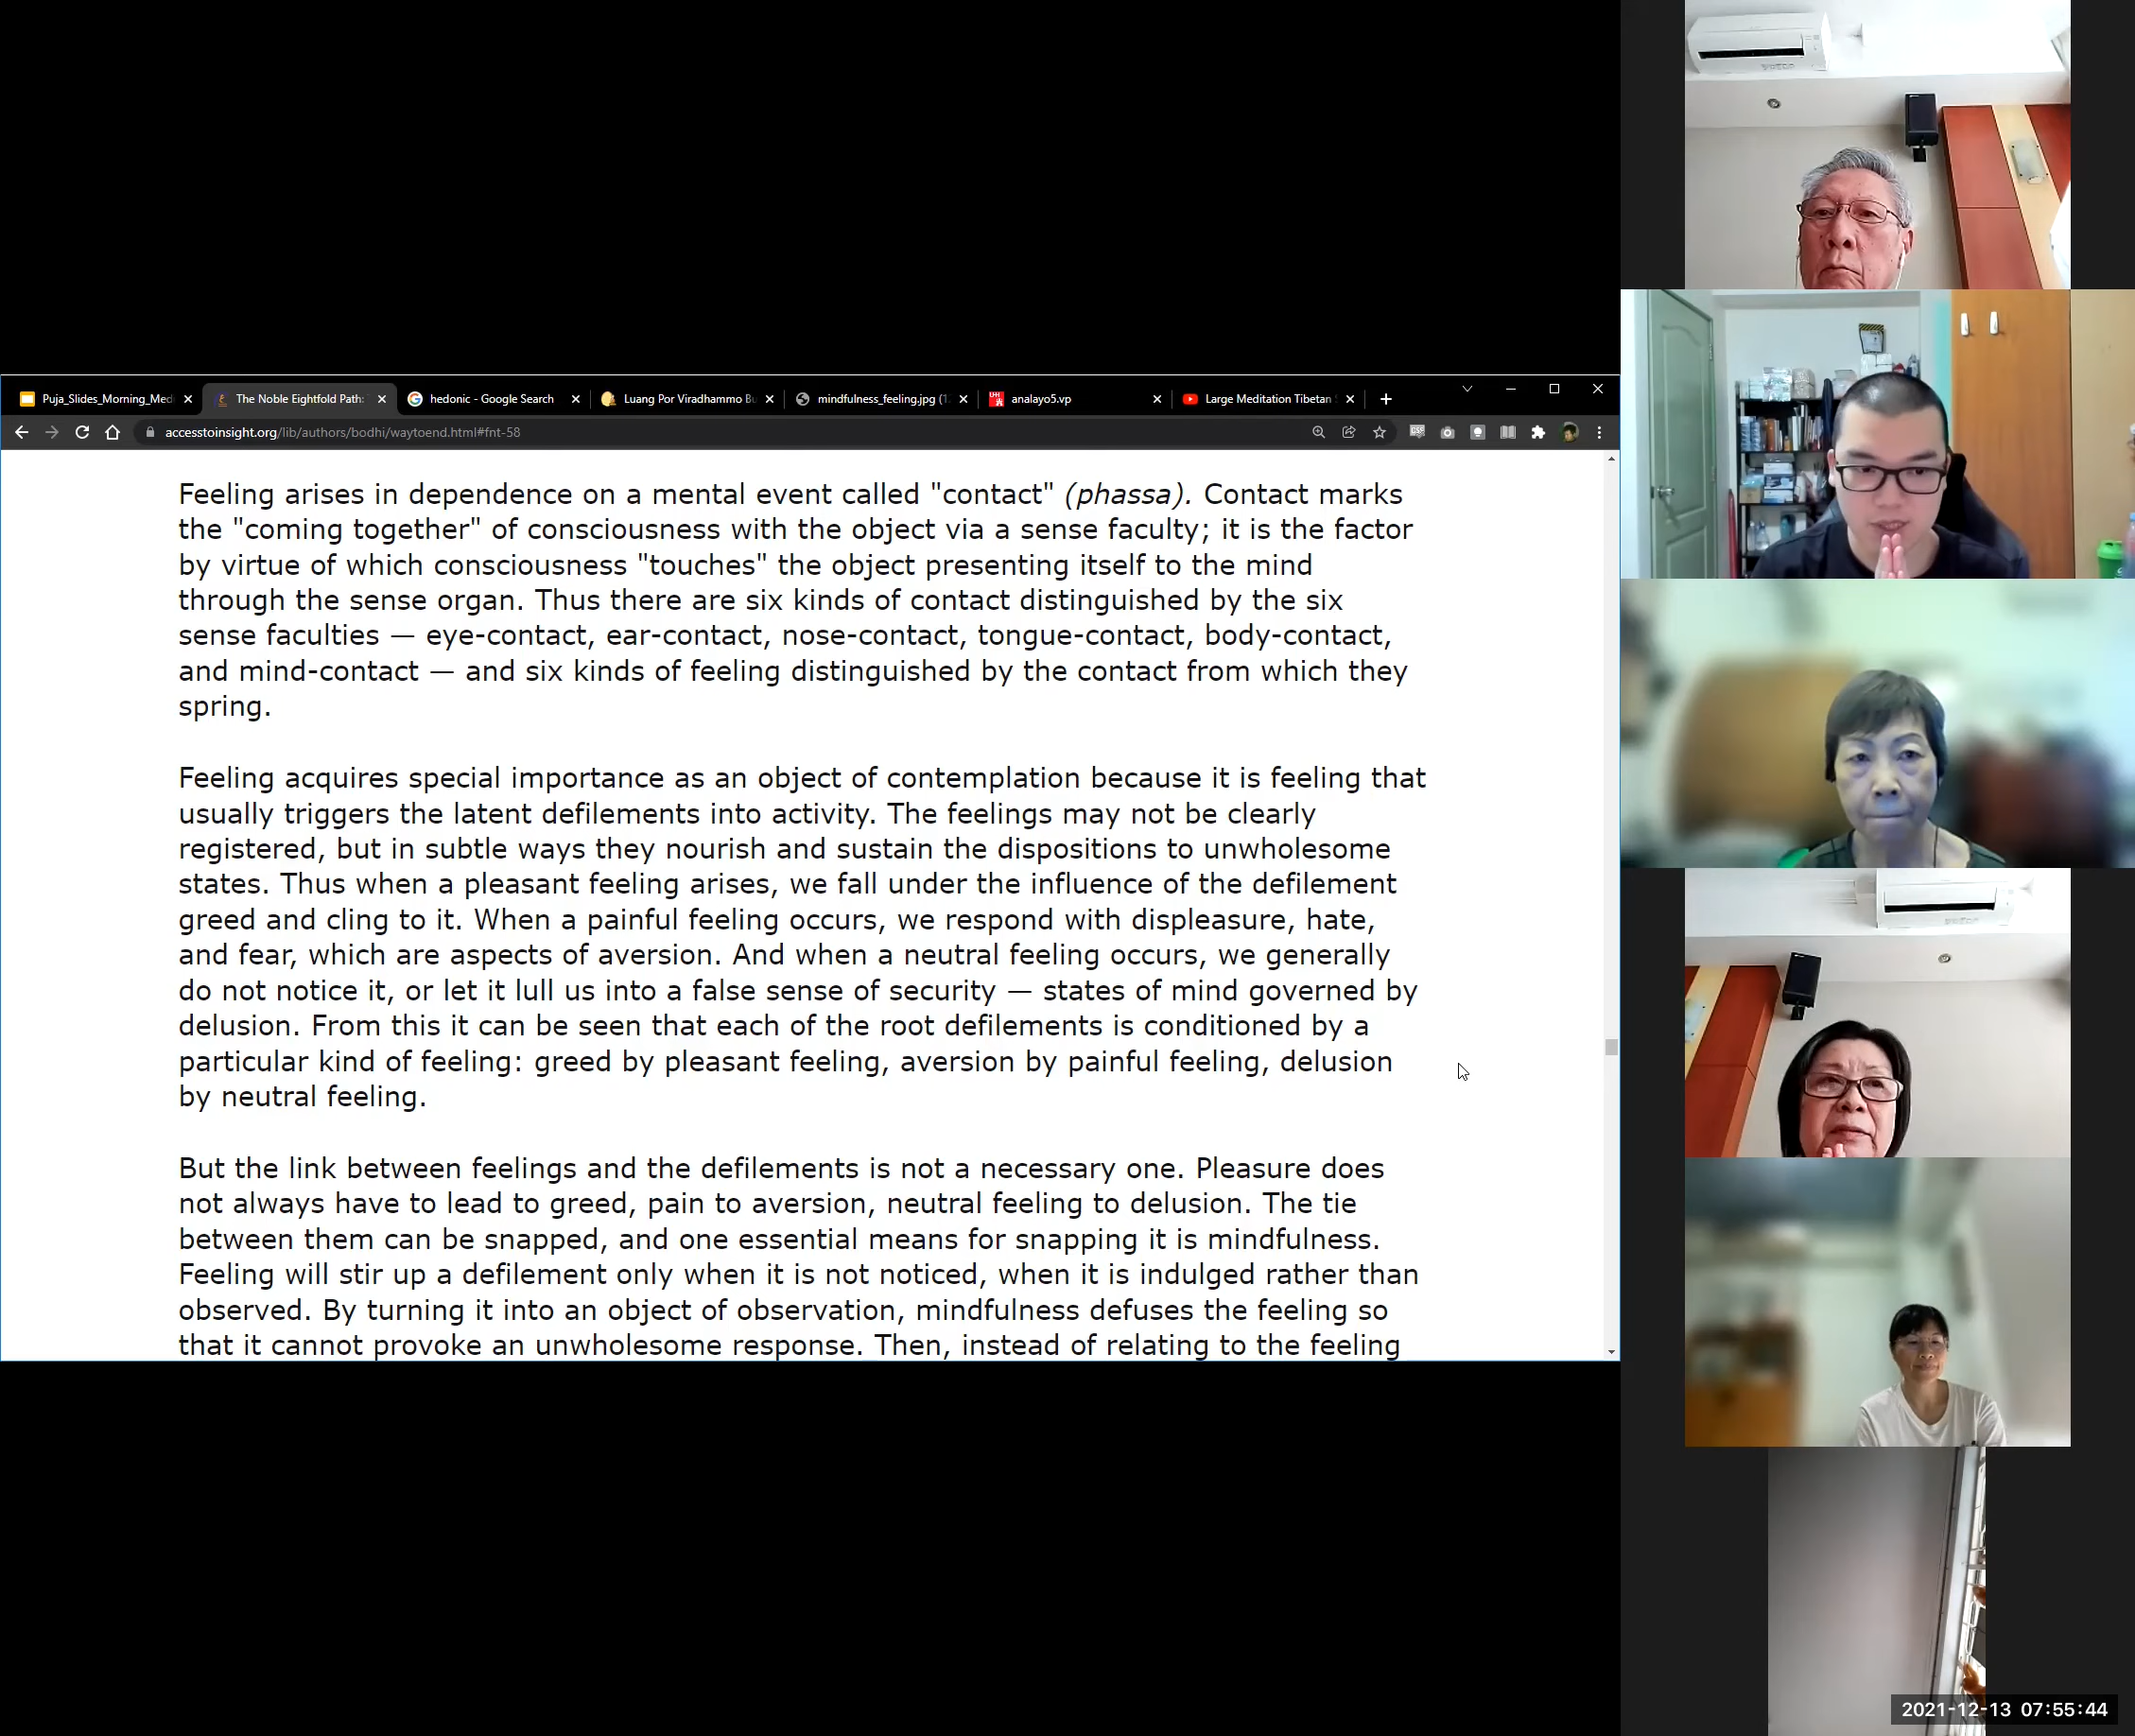 Puja_Slides_Morning_Med
The Noble Eightfold Path:
hedonic - Google Search
Luang Por Viradhammo Bu
mindfulness_feeling.jpg (1
analayo5.vp
Large Meditation Tibetan
accesstoinsight.org/lib/authors/bodhi/waytoend.html#fnt-58
Feeling arises in dependence on a mental event called "contact" (phassa). Contact marks
the "coming together" of consciousness with the object via a sense faculty; it is the factor
by virtue of which consciousness "touches" the object presenting itself to the mind
through the sense organ. Thus there are six kinds of contact distinguished by the six
sense faculties — eye-contact, ear-contact, nose-contact, tongue-contact, body-contact,
and mind-contact — and six kinds of feeling distinguished by the contact from which they
spring.
Feeling acquires special importance as an object of contemplation because it is feeling that
usually triggers the latent defilements into activity. The feelings may not be clearly
registered, but in subtle ways they nourish and sustain the dispositions to unwholesome
states. Thus when a pleasant feeling arises, we fall under the influence of the defilement
greed and cling to it. When a painful feeling occurs, we respond with displeasure, hate,
and fear, which are aspects of aversion. And when a neutral feeling occurs, we generally
do not notice it, or let it lull us into a false sense of security — states of mind governed by
delusion. From this it can be seen that each of the root defilements is conditioned by a
particular kind of feeling: greed by pleasant feeling, aversion by painful feeling, delusion
by neutral feeling.
But the link between feelings and the defilements is not a necessary one. Pleasure does
not always have to lead to greed, pain to aversion, neutral feeling to delusion. The tie
between them can be snapped, and one essential means for snapping it is mindfulness.
Feeling will stir up a defilement only when it is not noticed, when it is indulged rather than
observed. By turning it into an object of observation, mindfulness defuses the feeling so
that it cannot provoke an unwholesome response. Then, instead of relating to the feeling
2021-12-13 07:55:44